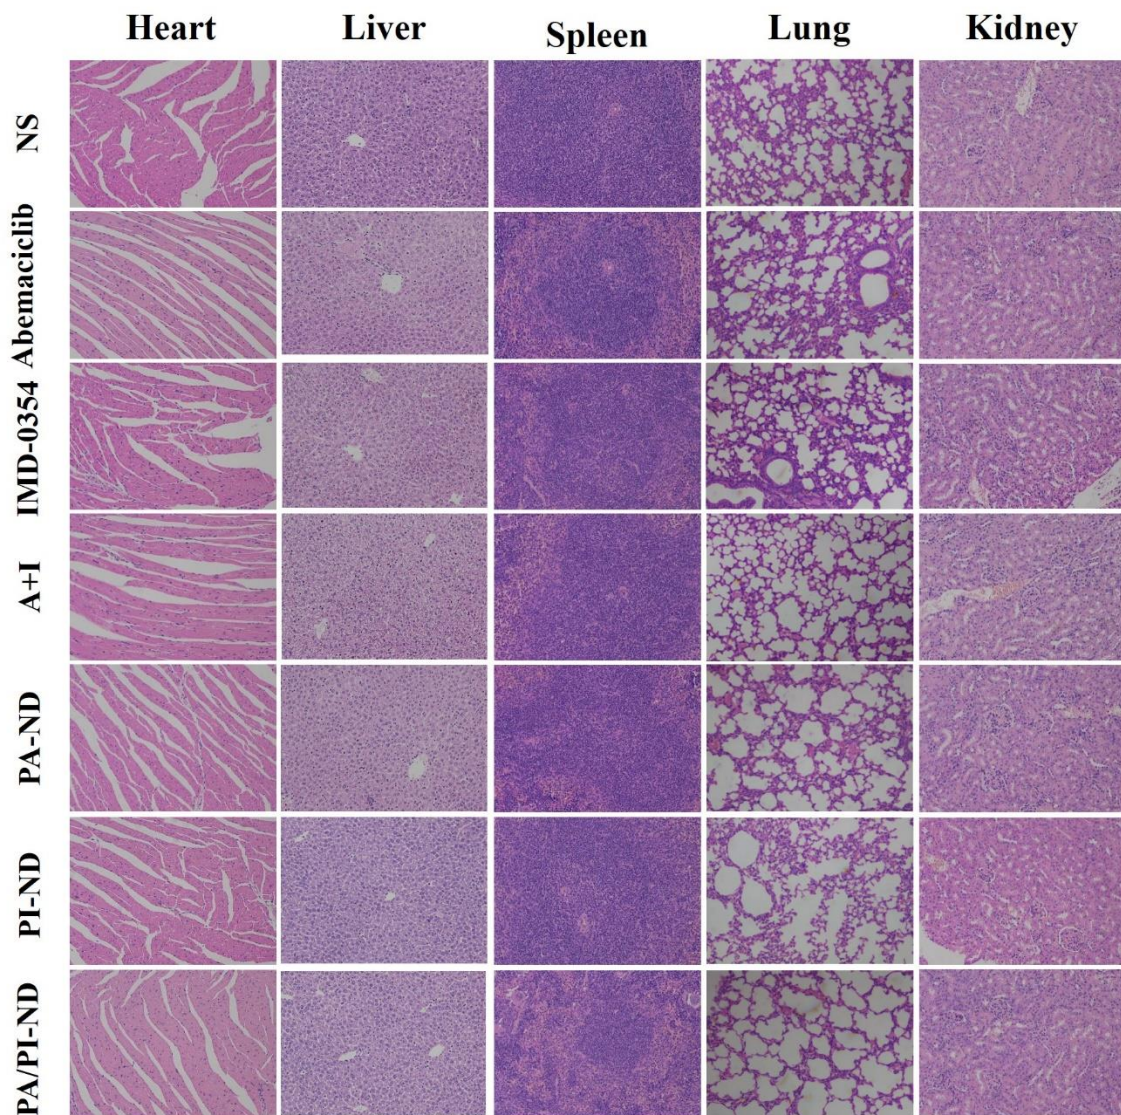 Heart Liver Spleen Lung Kidney
NS
Abemaciclib
IMD-0354
A+I
PA-ND
PI-ND
PA/PI-ND